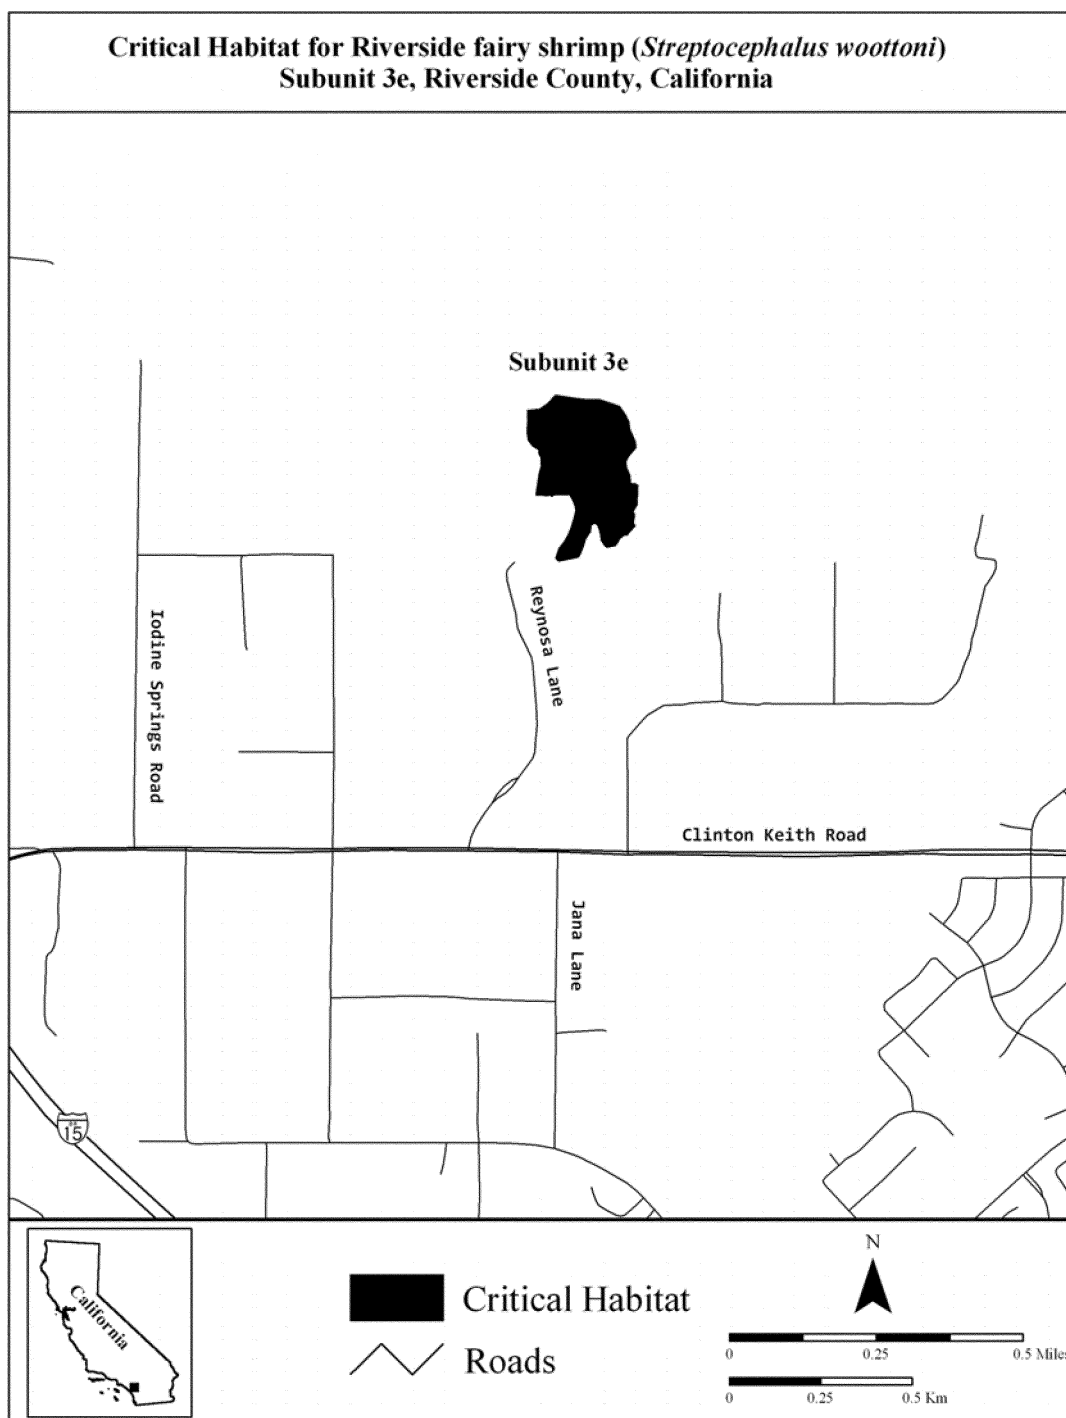 Critical Habitat for Riverside fairy shrimp (Streptocephalus woottoni)
Subunit 3e, Riverside County, California
Subunit 3e
Iodine Springs Road
Reynosa Lane
Clinton Keith Road
Jana Lane
15
California
Critical Habitat
Roads
N
0 0.25 0.5 Miles
0 0.25 0.5 Km